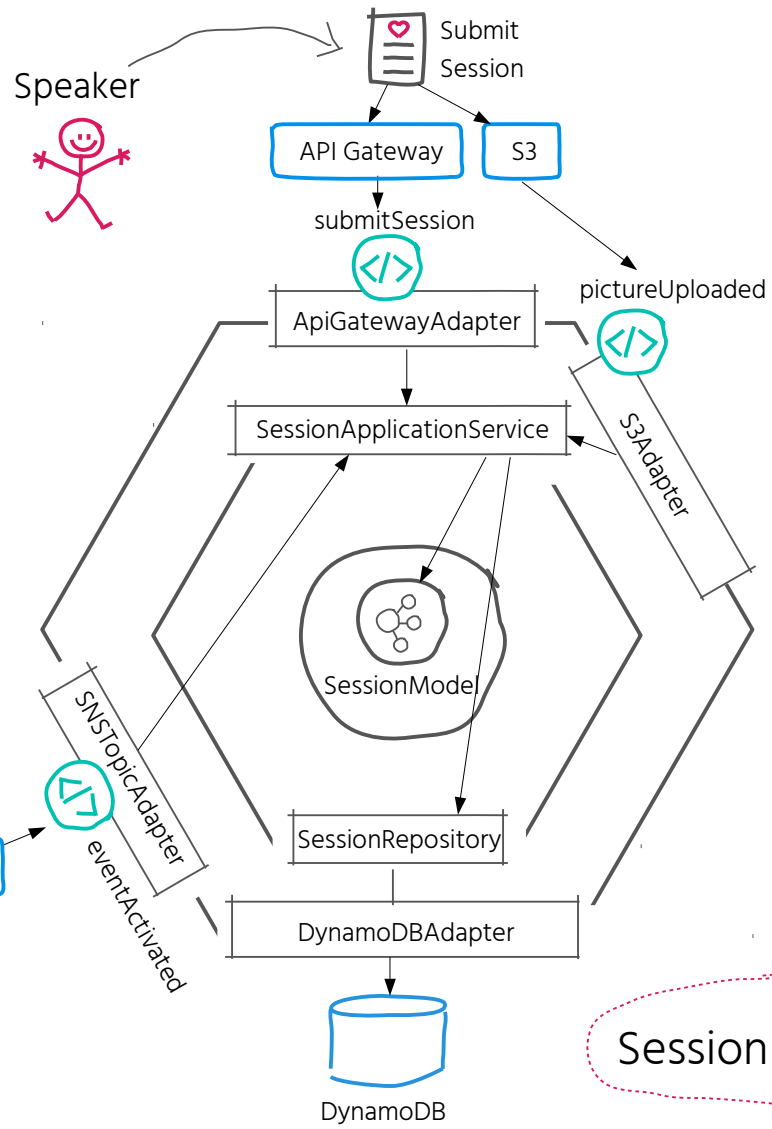 Submit
Session
Speaker
API Gateway
S3
submitSession
</>
pictureUploaded
ApiGatewayAdapter
</>
SessionApplicationService
S3Adapter
SessionModel
SNSTopicAdapter
</>
SessionRepository
eventActivated
DynamoDBAdapter
Session
DynamoDB